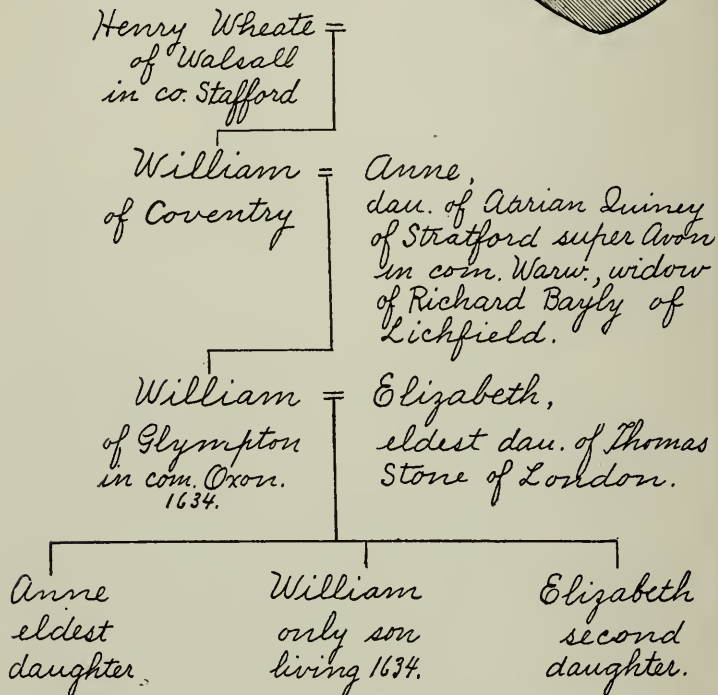 Henry Wheate =
of Walsall
in co. Stafford
William =
of Coventry
Anne,
dau. of Adrian Quiney
of Stratford super Avon
in com. Warw., widow
of Richard Bayly of
Lichfield.
William =
of Glympton
in com. Oxon.
1634.
Elizabeth,
eldest dau. of Thomas
Stone of London.
Anne
eldest
daughter
William
only son
living 1634.
Elizabeth
second
daughter.